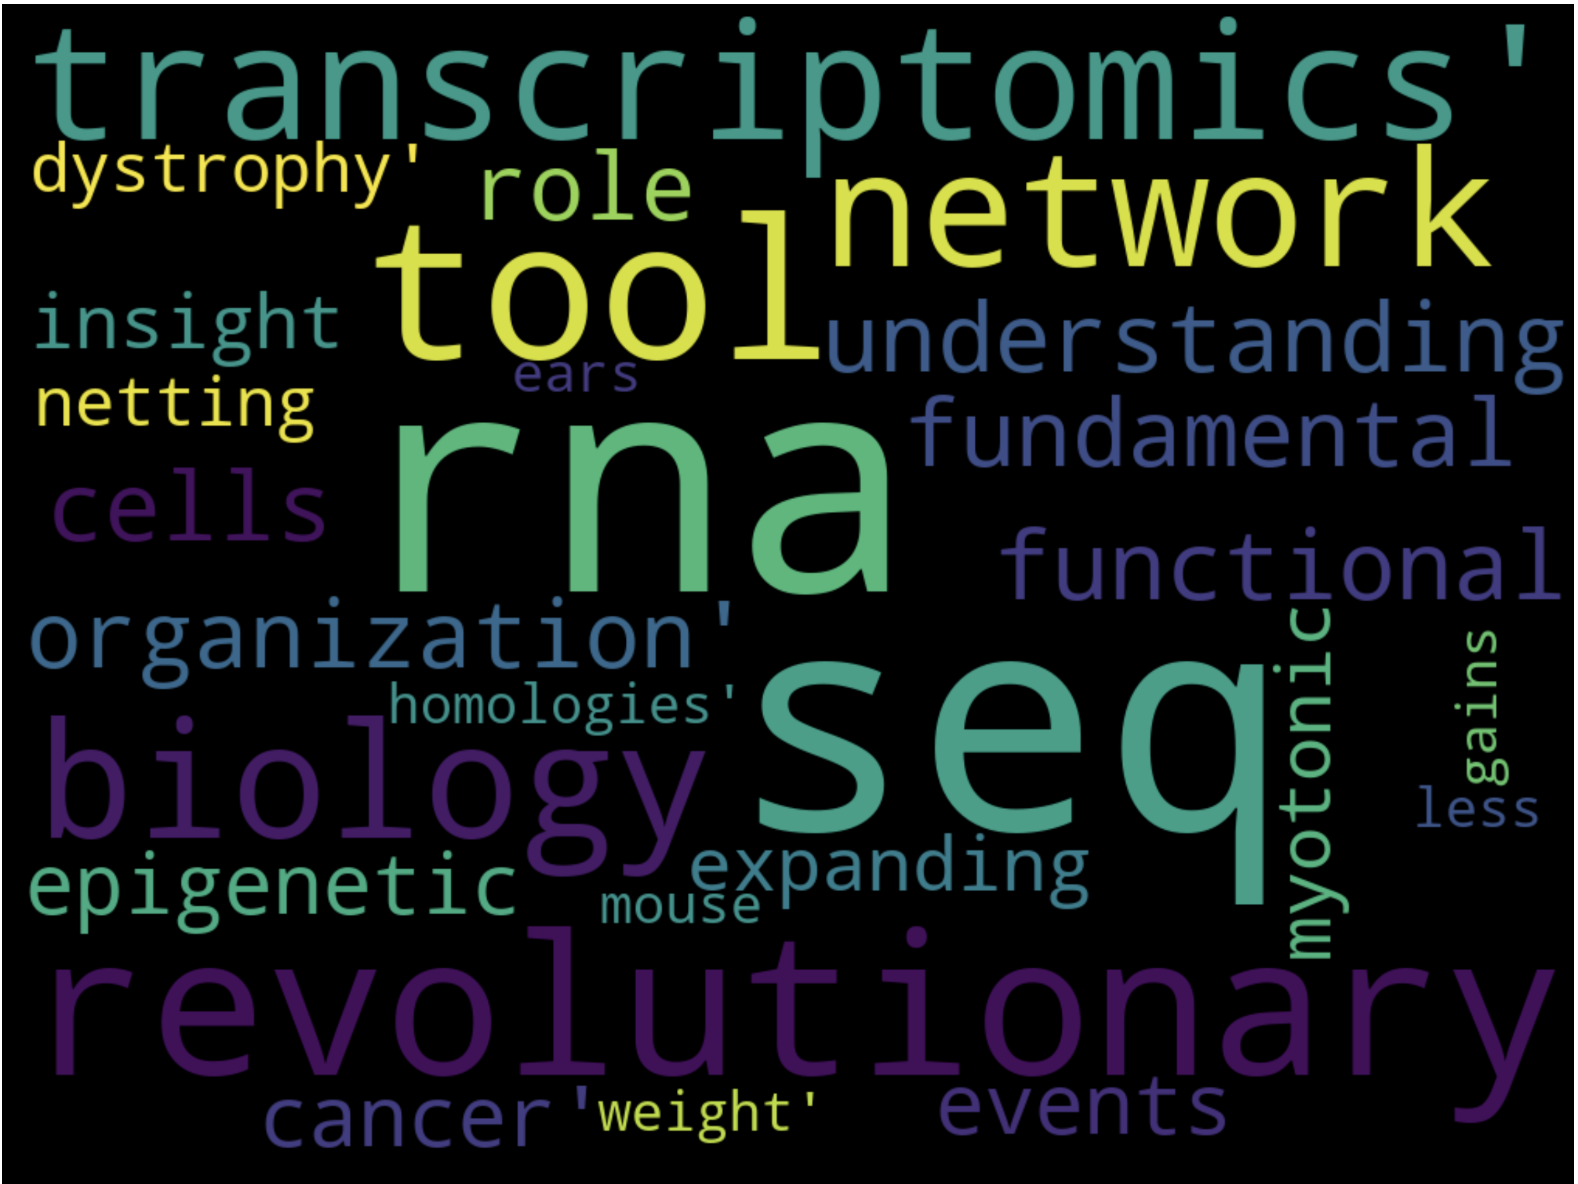 transcriptomics'
dystrophy'
role
network
tool
insight
understanding
ears
netting
fundamental
rna
cells
functional
organization'
myotonic
gains
seq
homologies'
biology
less
expanding
epigenetic
mouse
revolutionary
cancer'
weight'
events